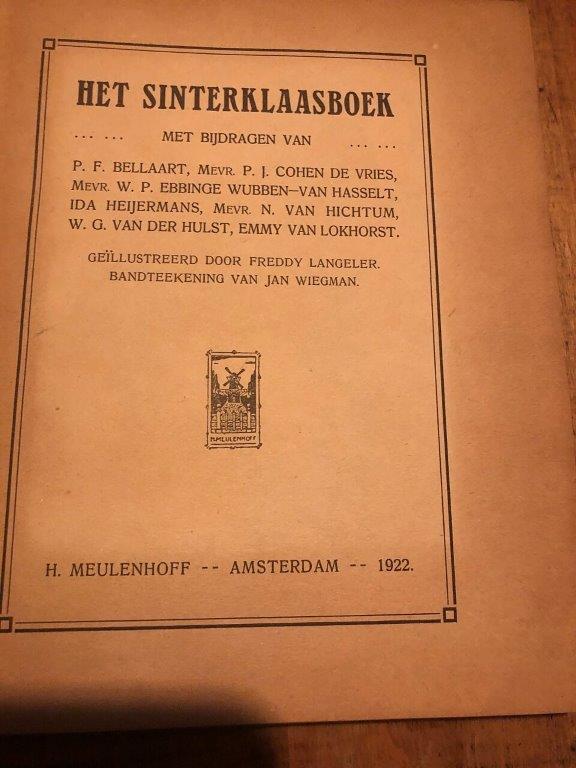 HET SINTERKLAASBOEK
... ... MET BIJDRAGEN VAN ... ...
P. F. BELLAART, MEVR. P. J. COHEN DE VRIES,
MEVR. W. P. EBBINGE WUBBEN—VAN HASSELT,
IDA HEIJERMANS, MEVR. N. VAN HICHTUM,
W. G. VAN DER HULST, EMMY VAN LOKHORST.
GEÏLLUSTREERD DOOR FREDDY LANGELER.
BANDTEEKENING VAN JAN WIEGMAN.
H. MEULENHOFF
H. MEULENHOFF -- AMSTERDAM -- 1922.